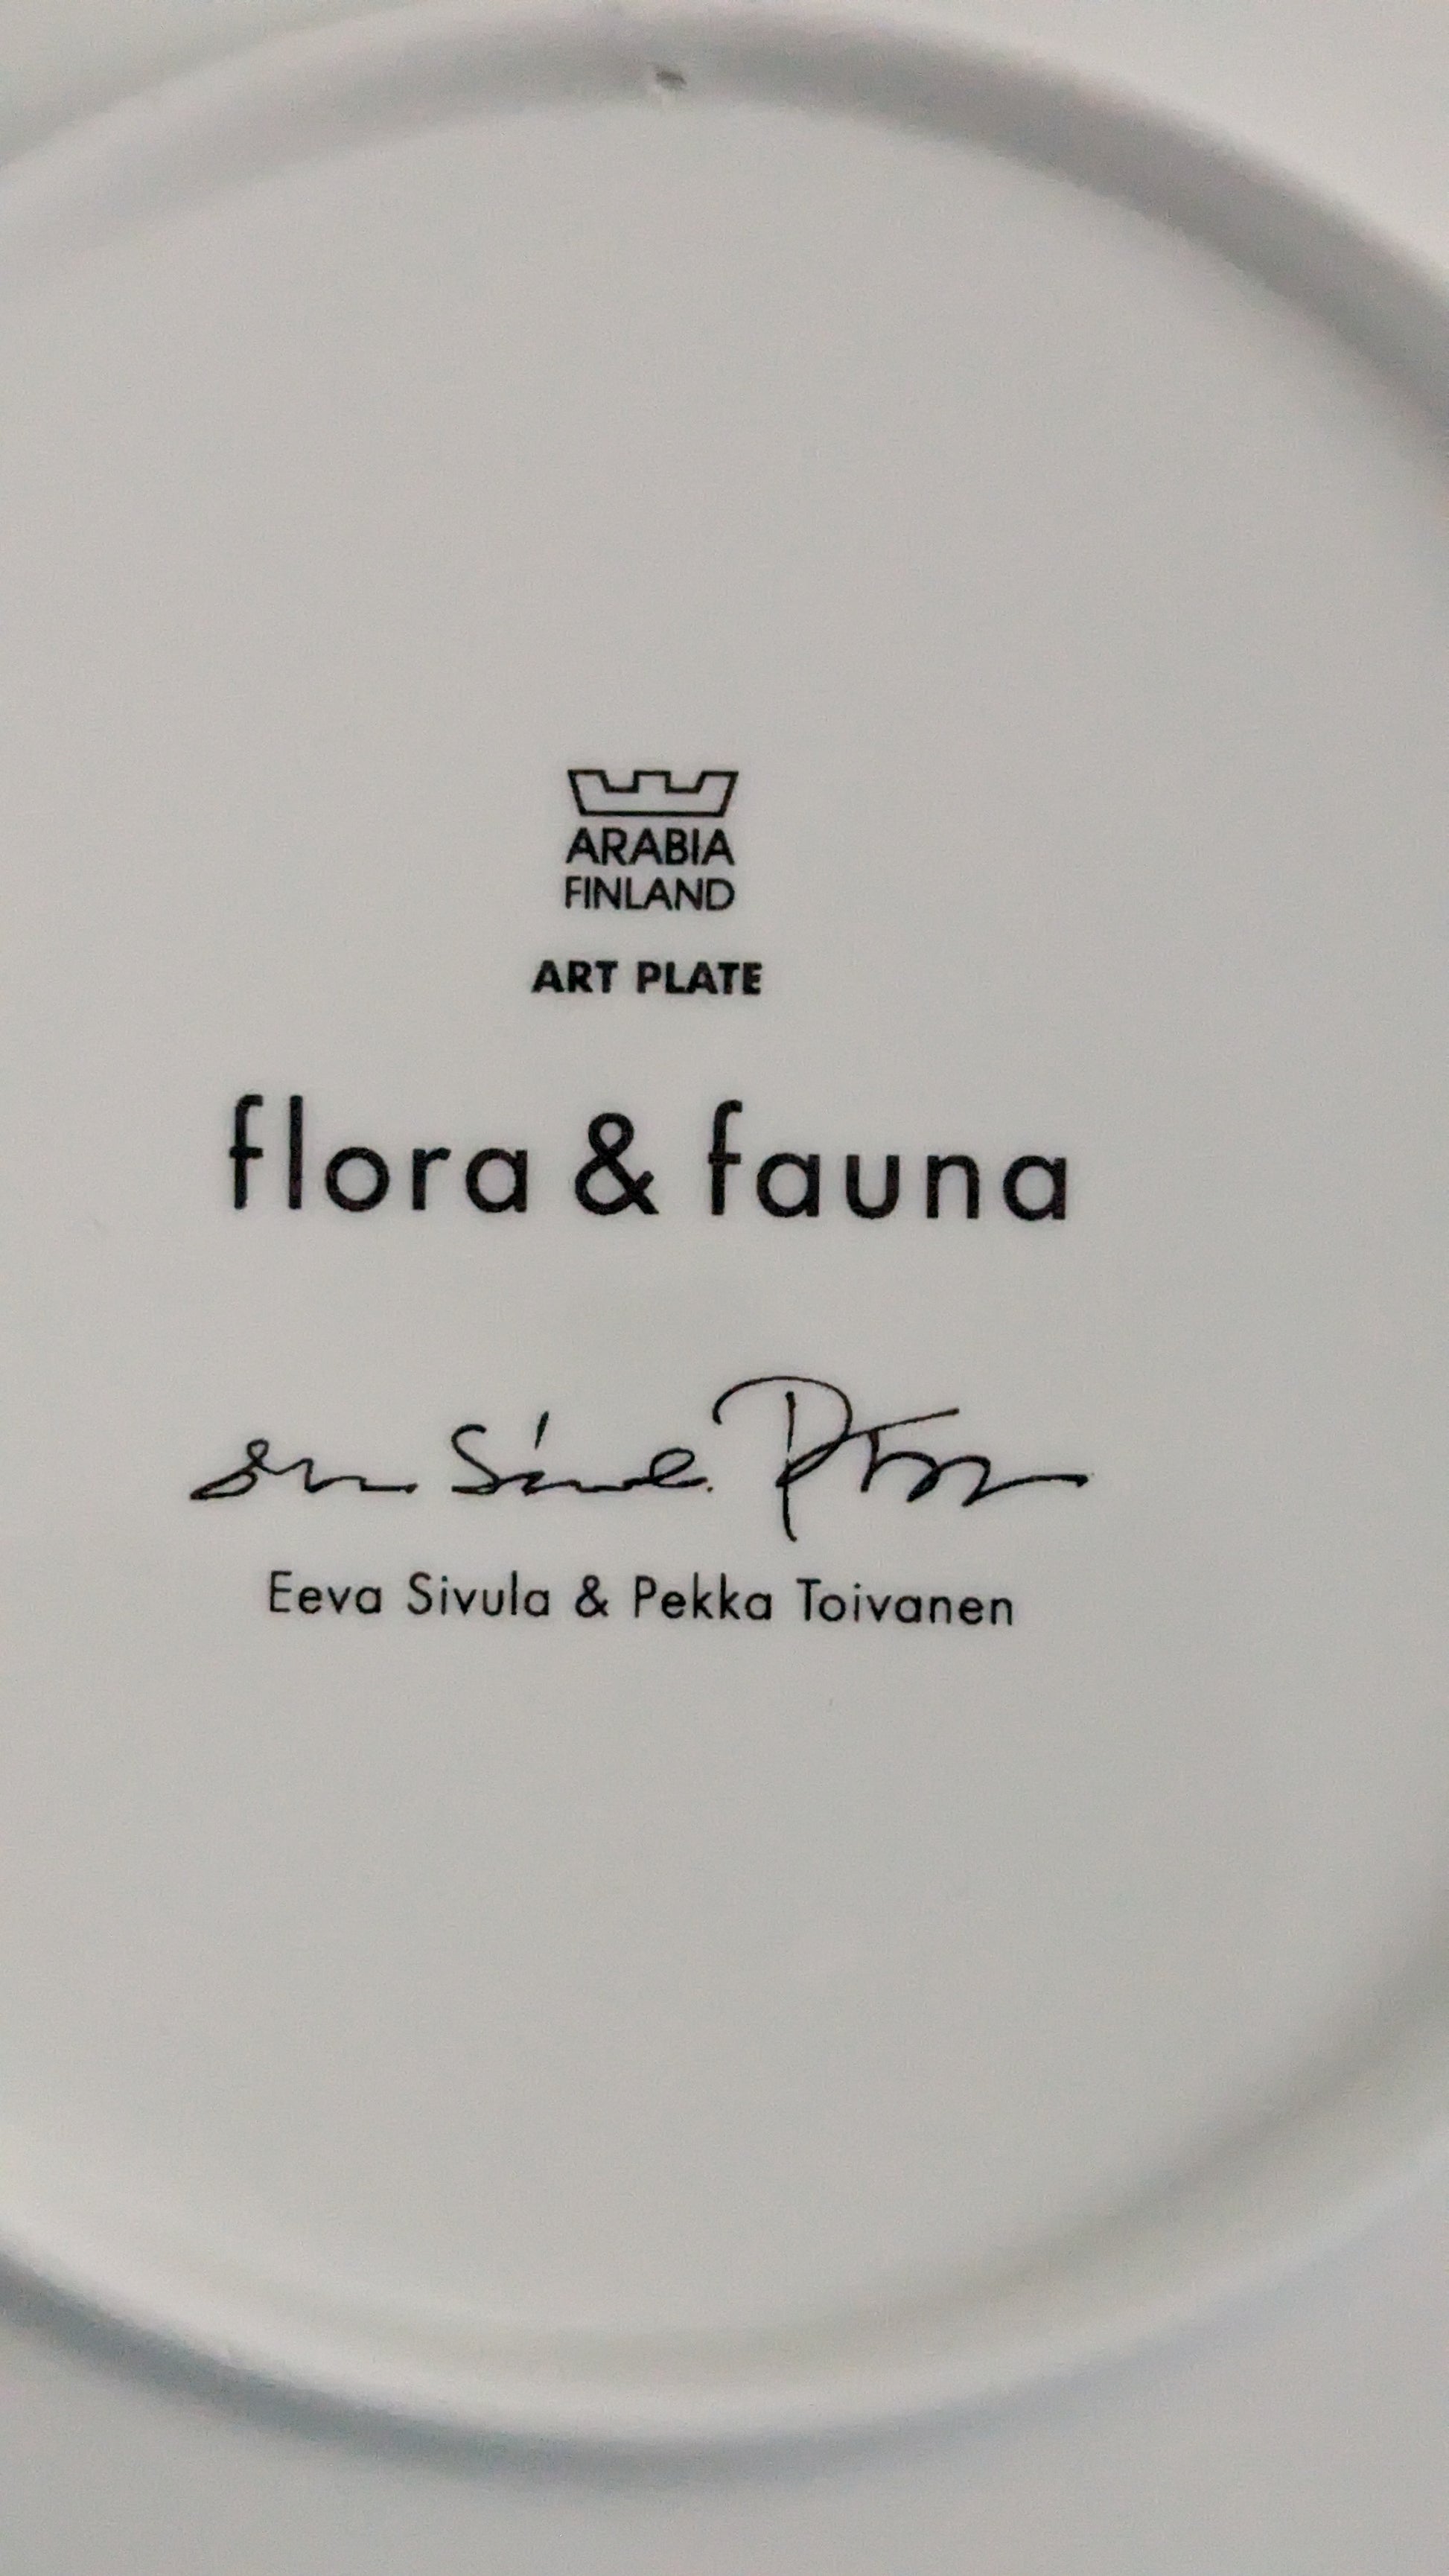 ARABIA
FINLAND
ART PLATE
flora & fauna
Eeva Sivula & Pekka Toivanen